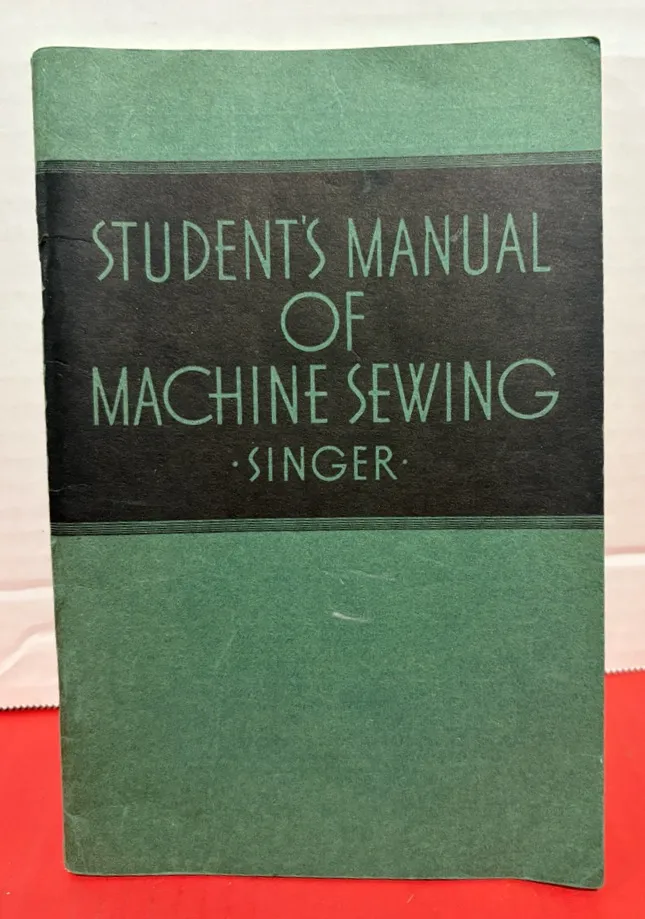 STUDENT'S MANUAL
OF
MACHINE SEWING
·SINGER·